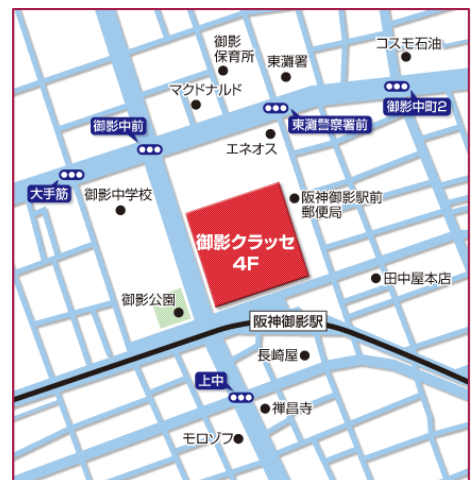 御影
保育所
東灘署
コスモ石油
マクドナルド
御影中町2
御影中前
東灘警察署前
エネオス
大手筋
御影中学校
阪神御影駅前
郵便局
御影クラッセ
4F
田中屋本店
御影公園
阪神御影駅
長崎屋
上中
禅昌寺
モロゾフ